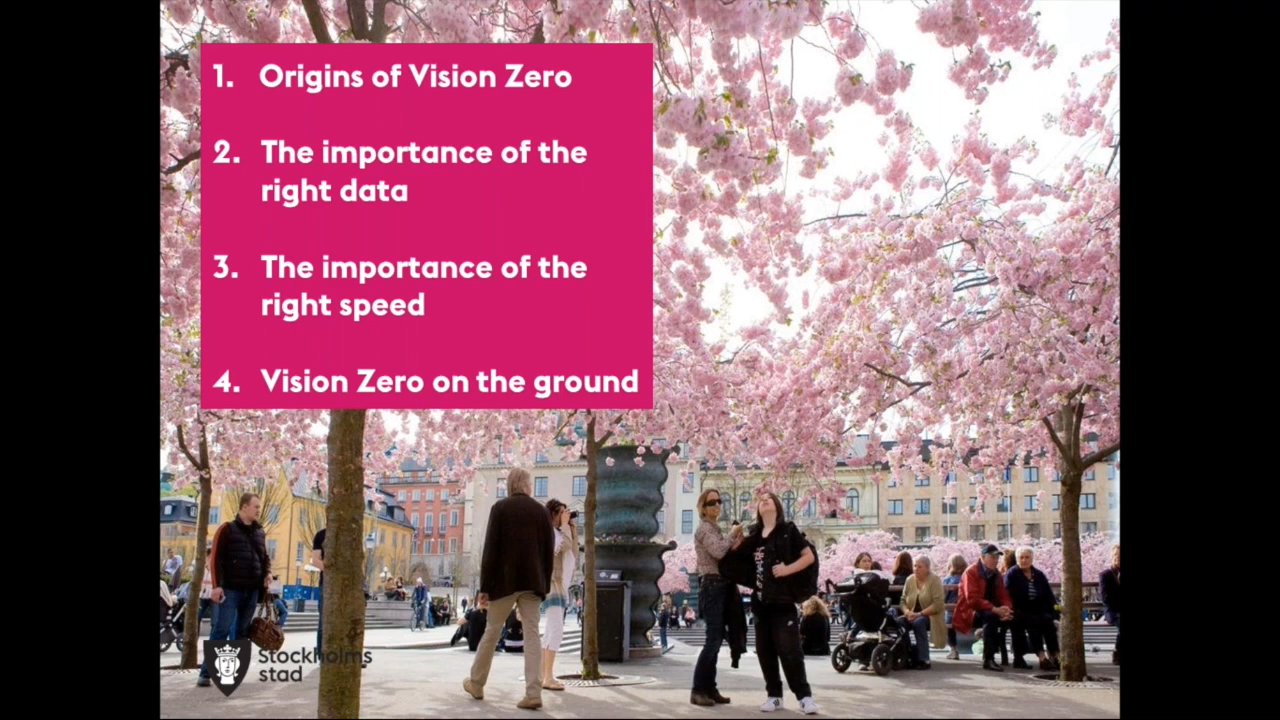 1. Origins of Vision Zero
2. The importance of the
right data
3. The importance of the
right speed
4. Vision Zero on the ground
Stockholms
stad